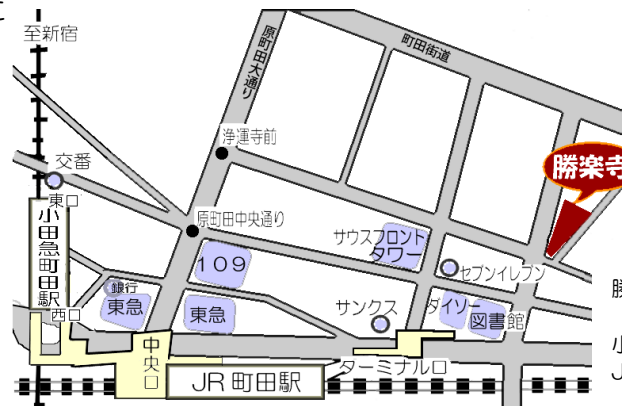 至新宿
原町田大通り
町田街道
浄運寺前
勝楽寺
交番
東口
原町田中央通り
小田急町田駅
サウスフロント
タワー
109
セブンイレブン
銀行
東急
東急
サンクス
ダイソー
図書館
西口
勝
中央口
ターミナル口
小
JR町田駅
J